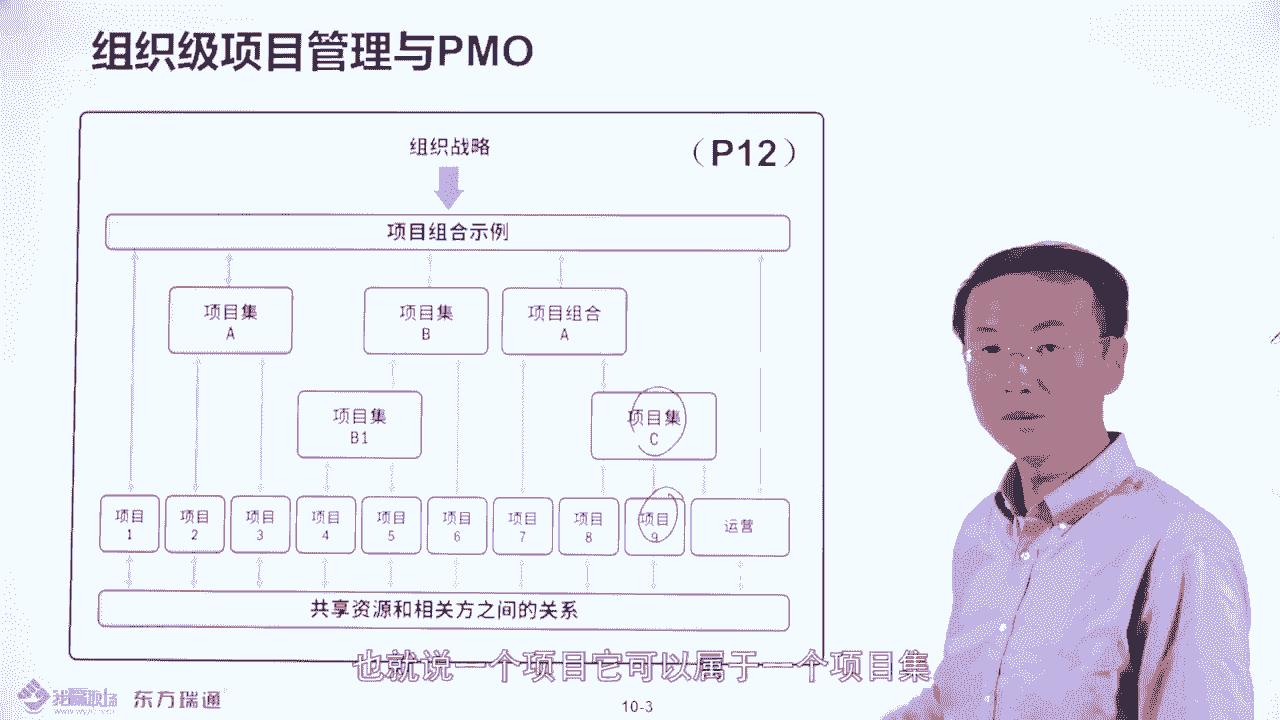 组织级项目管理与PMO
组织战略
（P12）
项目组合示例
项目集
A
项目集
B
项目组合
A
项目集
B1
项目集
C
项目
1
项目
2
项目
3
项目
4
项目
5
项目
6
项目
7
项目
8
项目
9
运营
共享资源和相关方之间的关系
也就说一个项目它可以属于一个项目集
东方瑞通
10-3